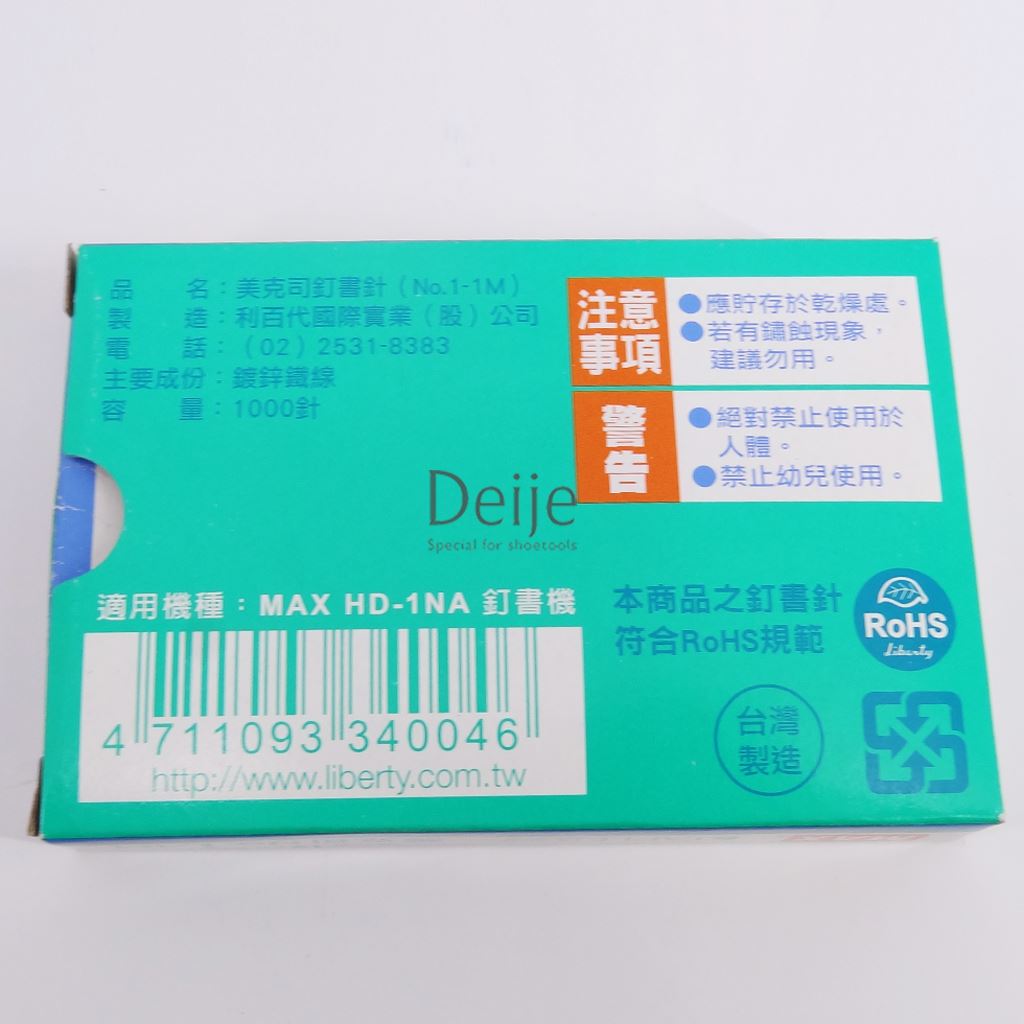 品　　名：美克司釘書針（No.1-1M）
製　　造：利百代國際實業（股）公司
電　　話：（02）2531-8383
主要成份：鍍鋅鐵線
容　　量：1000針
注意
事項
●應貯存於乾燥處。
●若有鏽蝕現象，
建議勿用。
警
告
●絕對禁止使用於
人體。
●禁止幼兒使用。
Deije
Special for shoetools
適用機種：MAX HD-1NA 釘書機
4 711093 340046
http://www.liberty.com.tw
本商品之釘書針
符合RoHS規範
RoHS
Liberty
台灣
製造